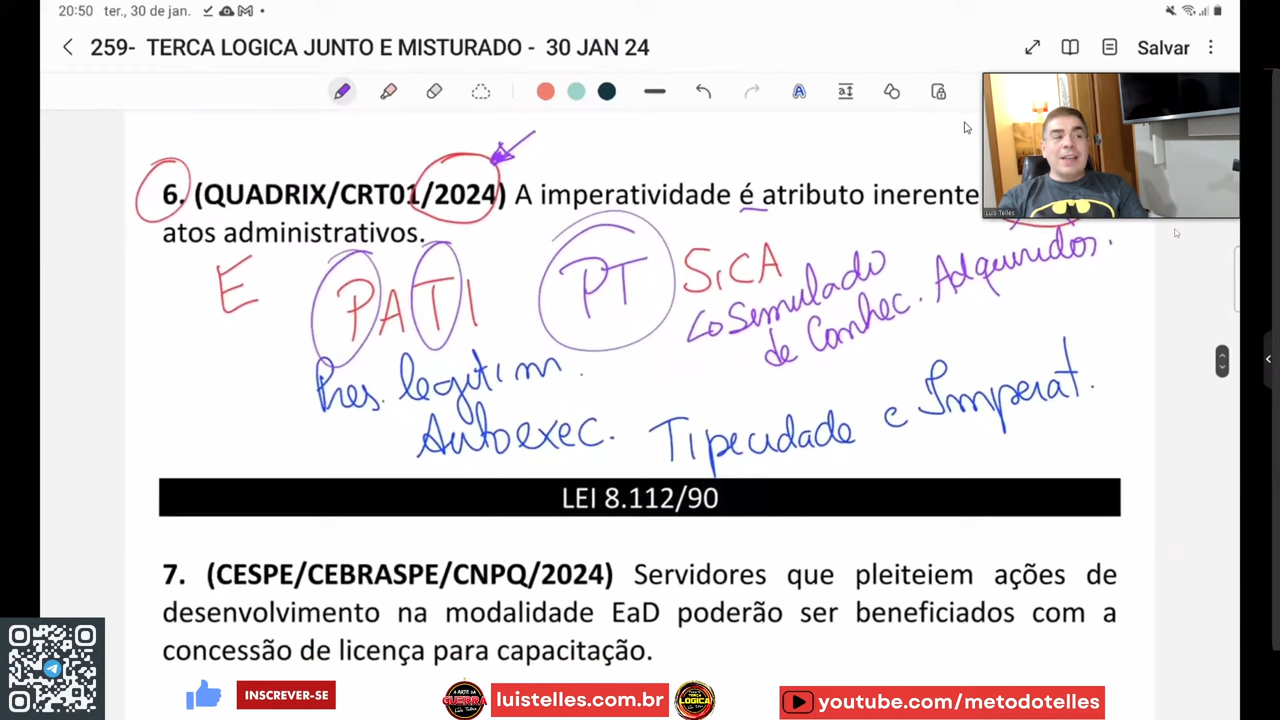 20:50 ter., 30 de jan.
259- TERCA LOGICA JUNTO E MISTURADO - 30 JAN 24
Salvar
6. (QUADRIX/CRT01/2024) A imperatividade é atributo inerente
atos administrativos.
Luis Telles
E PATI PT SICA
Simulado
de Conhec. Adquiridos.
Pres. legitim.
Autoexec. Tipicidade e Imperat.
LEI 8.112/90
7. (CESPE/CEBRASPE/CNPQ/2024) Servidores que pleiteiem ações de
desenvolvimento na modalidade EaD poderão ser beneficiados com a
concessão de licença para capacitação.
INSCREVER-SE
luistelles.com.br
youtube.com/metodotelles